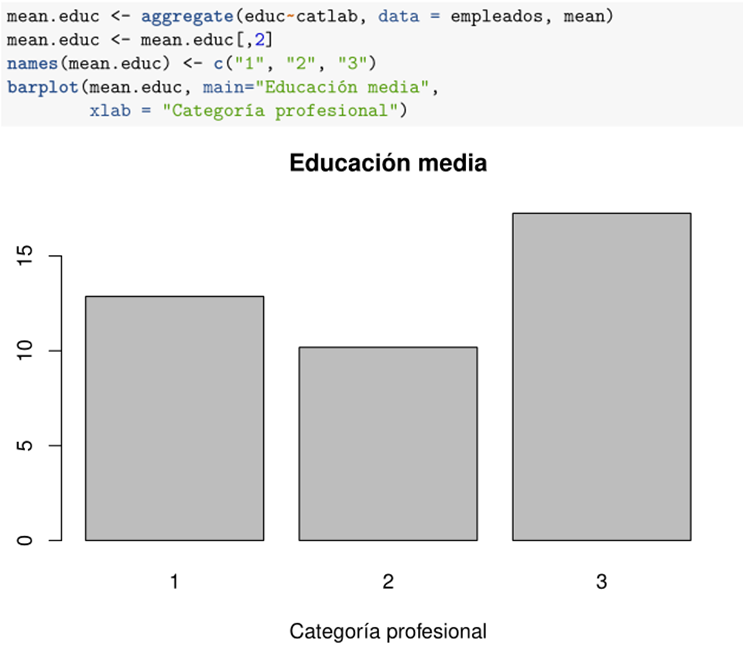 mean.educ <- aggregate(educ~catlab, data = empleados, mean)
mean.educ <- mean.educ[,2]
names(mean.educ) <- c("1", "2", "3")
barplot(mean.educ, main="Educación media",
xlab = "Categoría profesional")
Educación media
15
10
5
0
1 2 3
Categoría profesional